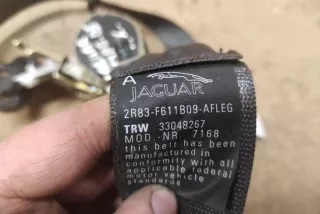 A
JAGUAR
2R83-F611B09-AFLEG
TRW 33048267
MOD.-NR 7168
this belt has been
manufactured in
conformity with all
applicable federal
motor vehicle
standards